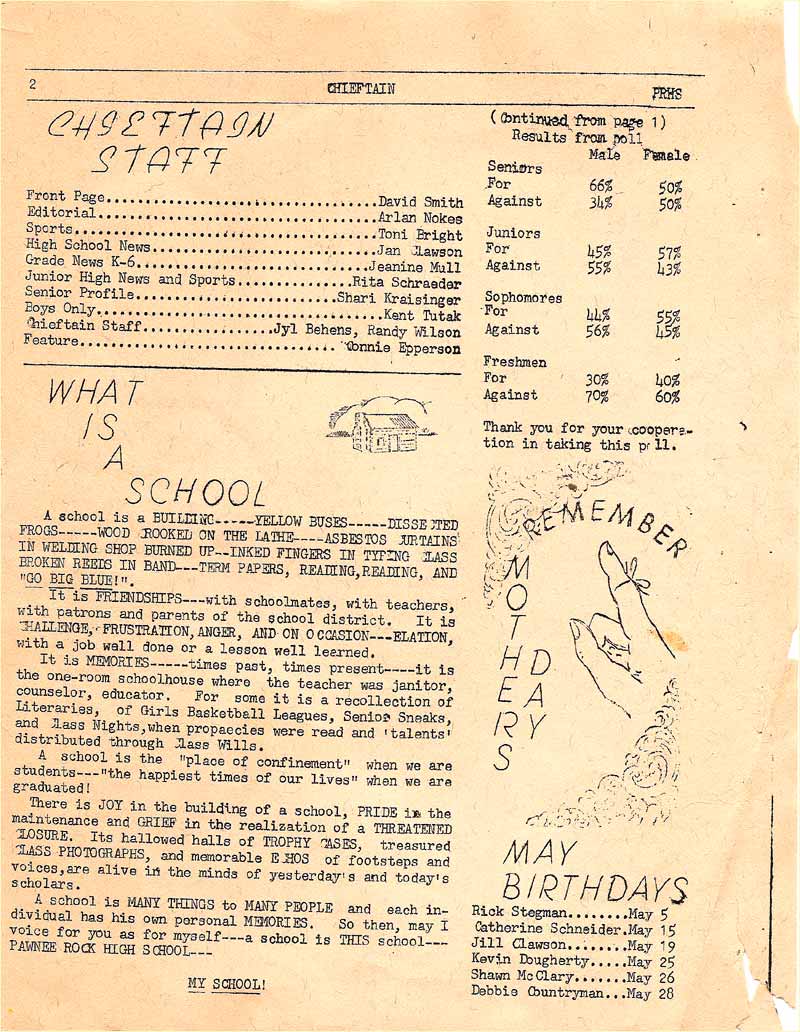 2 CHIEFTAIN PRHS
CHIEFTAIN
STAFF
Front Page..................................David Smith
Editorial...................................Arlan Nokes
Sports......................................Toni Bright
High School News............................Jan Clawson
Grade News K-6.............................Jeanine Mull
Junior High News and Sports..............Rita Schraeder
Senior Profile.........................Shari Kraisinger
Boys Only....................................Kent Tutak
Chieftain Staff................Jyl Behens, Randy Wilson
Feature................................Connie Epperson
WHAT
IS
A
SCHOOL
A school is a BUILDING-----YELLOW BUSES-----DISSECTED
FROGS-----WOOD CROOKED ON THE LATHE----ASBESTOS CURTAINS
IN WELDING SHOP BURNED UP--INKED FINGERS IN TYPING CLASS
BROKEN REEDS IN BAND---TERM PAPERS, READING,READING, AND
"GO BIG BLUE!".
It is FRIENDSHIPS---with schoolmates, with teachers,
with patrons and parents of the school district. It is
CHALLENGE, FRUSTRATION, ANGER, AND ON OCCASION---ELATION,
with a job well done or a lesson well learned.
It is MEMORIES------times past, times present----it is
the one-room schoolhouse where the teacher was janitor,
counselor, educator. For some it is a recollection of
Literaries, of Girls Basketball Leagues, Senior Sneaks,
and Class Nights,when propaecies were read and 'talents'
distributed through Class Wills.
A school is the "place of confinement" when we are
students---"the happiest times of our lives" when we are
graduated!
There is JOY in the building of a school, PRIDE in the
maintenance and GRIEF in the realization of a THREATENED
CLOSURE. Its hallowed halls of TROPHY CASES, treasured
CLASS PHOTOGRAPHS, and memorable ECHOS of footsteps and
voices,are alive in the minds of yesterday's and today's
scholars.
A school is MANY THINGS to MANY PEOPLE and each in-
dividual has his own personal MEMORIES. So then, may I
voice for you as for myself---a school is THIS school---
PAWNEE ROCK HIGH SCHOOL---
MY SCHOOL!
(Continued from page 1)
Results from poll
Male Female
Seniors
For 66% 50%
Against 34% 50%
Juniors
For 45% 57%
Against 55% 43%
Sophomores
For 44% 55%
Against 56% 45%
Freshmen
For 30% 40%
Against 70% 60%
Thank you for your coopera-
tion in taking this poll.
REMEMBER
MOTHERS
DAY
MAY
BIRTHDAYS
Rick Stegman........May 5
Catherine Schneider.May 15
Jill Clawson........May 19
Kevin Dougherty.....May 25
Shawn McClary.......May 26
Debbie Countryman...May 28